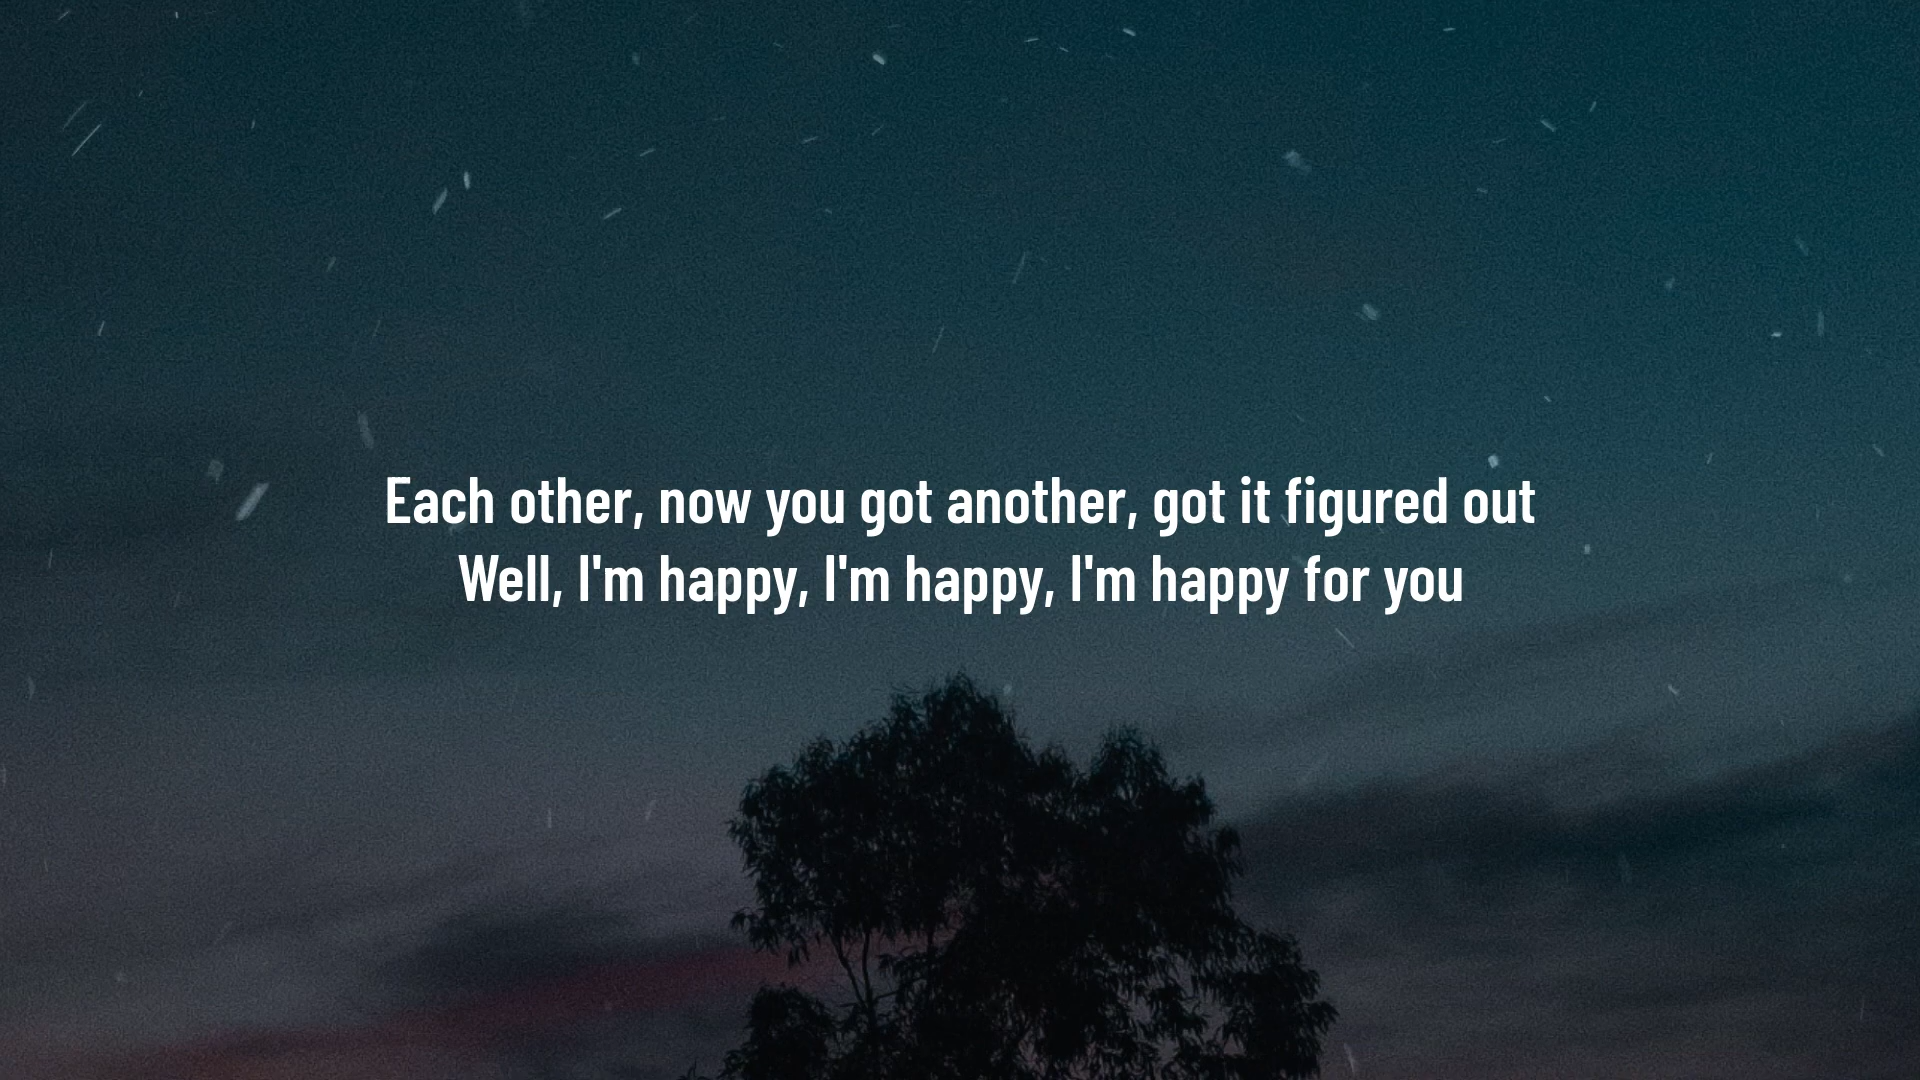 Each other, now you got another, got it figured out
Well, I'm happy, I'm happy, I'm happy for you